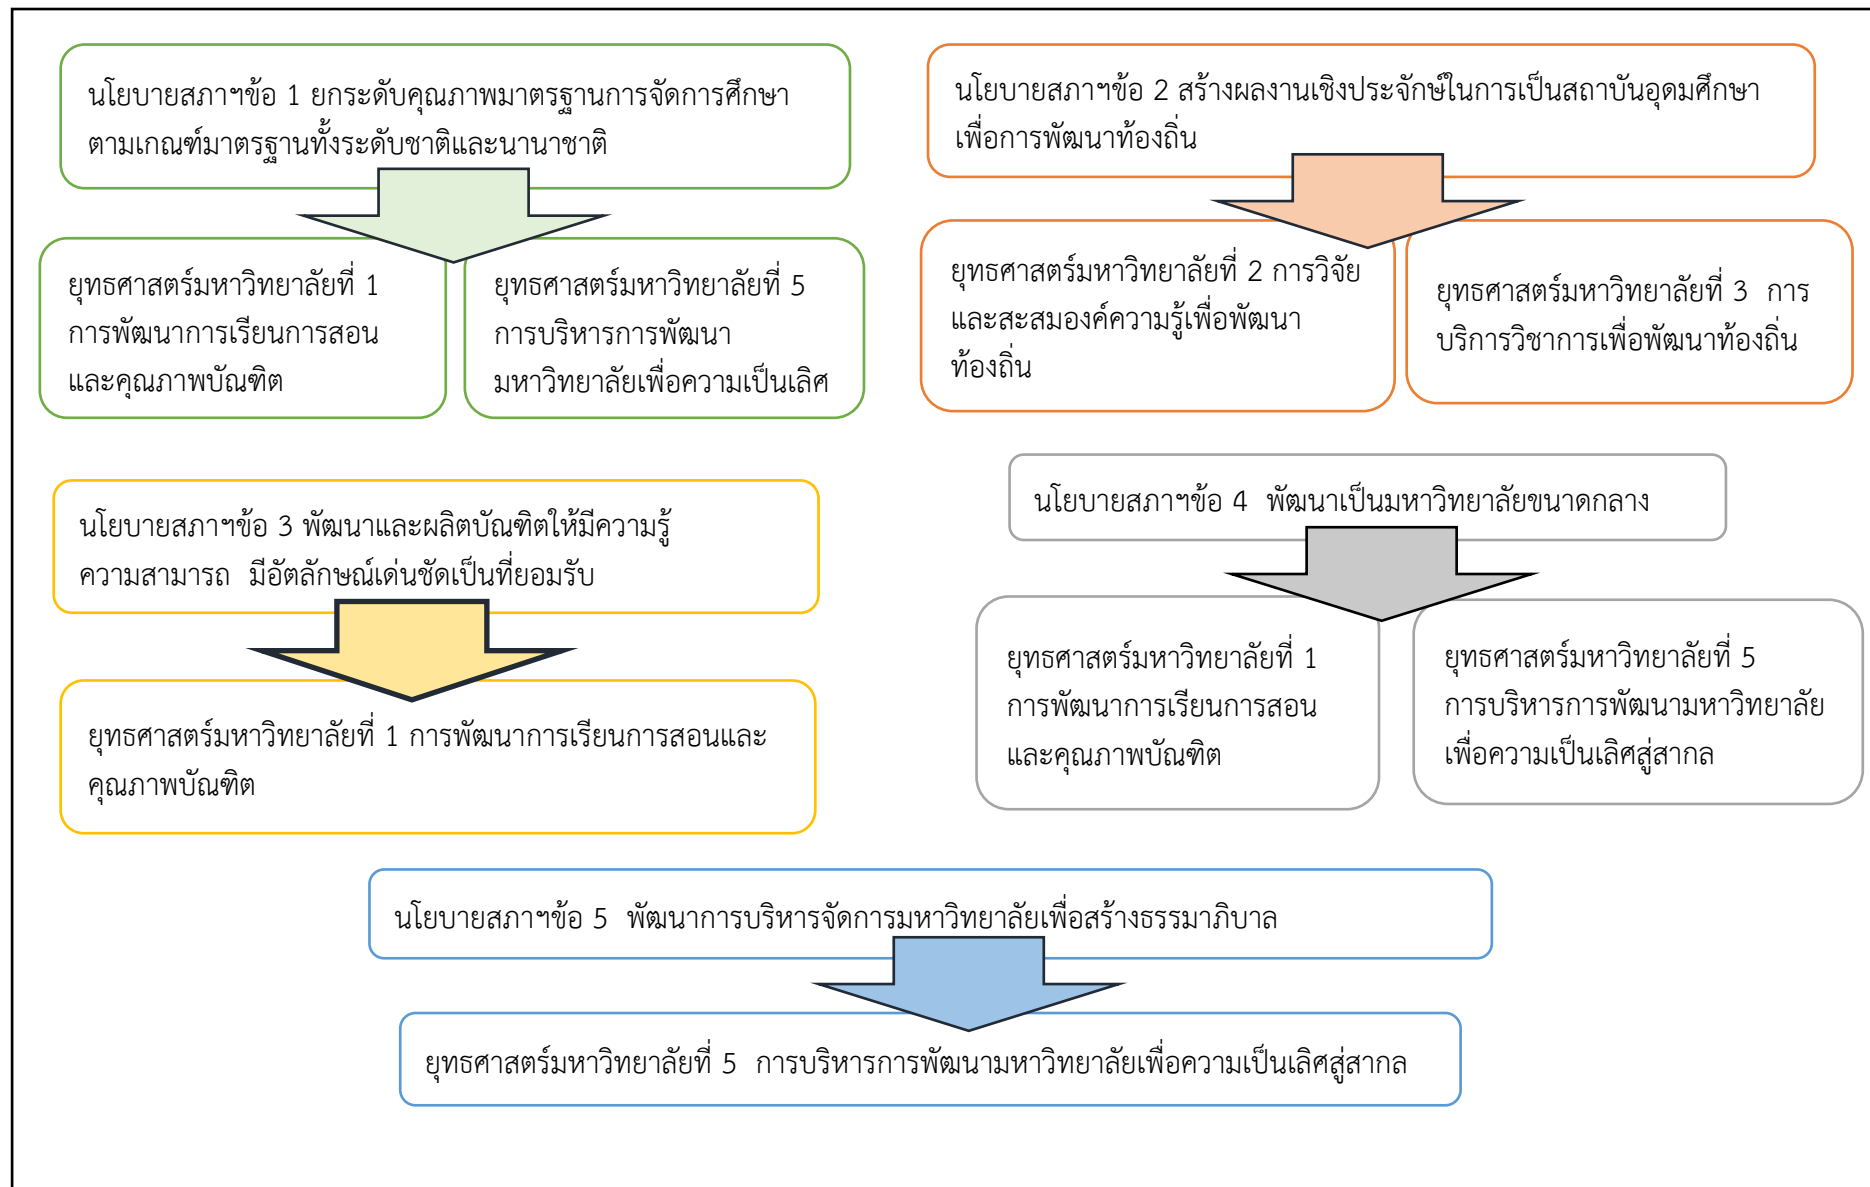 นโยบายสภาฯข้อ 1 ยกระดับคุณภาพมาตรฐานการจัดการศึกษา
ตามเกณฑ์มาตรฐานทั้งระดับชาติและนานาชาติ
ยุทธศาสตร์มหาวิทยาลัยที่ 1
การพัฒนาการเรียนการสอน
และคุณภาพบัณฑิต
ยุทธศาสตร์มหาวิทยาลัยที่ 5
การบริหารการพัฒนา
มหาวิทยาลัยเพื่อความเป็นเลิศ
นโยบายสภาฯข้อ 2 สร้างผลงานเชิงประจักษ์ในการเป็นสถาบันอุดมศึกษา
เพื่อการพัฒนาท้องถิ่น
ยุทธศาสตร์มหาวิทยาลัยที่ 2 การวิจัย
และสะสมองค์ความรู้เพื่อพัฒนา
ท้องถิ่น
ยุทธศาสตร์มหาวิทยาลัยที่ 3 การ
บริการวิชาการเพื่อพัฒนาท้องถิ่น
นโยบายสภาฯข้อ 3 พัฒนาและผลิตบัณฑิตให้มีความรู้
ความสามารถ มีอัตลักษณ์เด่นชัดเป็นที่ยอมรับ
ยุทธศาสตร์มหาวิทยาลัยที่ 1 การพัฒนาการเรียนการสอนและ
คุณภาพบัณฑิต
นโยบายสภาฯข้อ 4 พัฒนาเป็นมหาวิทยาลัยขนาดกลาง
ยุทธศาสตร์มหาวิทยาลัยที่ 1
การพัฒนาการเรียนการสอน
และคุณภาพบัณฑิต
ยุทธศาสตร์มหาวิทยาลัยที่ 5
การบริหารการพัฒนามหาวิทยาลัย
เพื่อความเป็นเลิศสู่สากล
นโยบายสภาฯข้อ 5 พัฒนาการบริหารจัดการมหาวิทยาลัยเพื่อสร้างธรรมาภิบาล
ยุทธศาสตร์มหาวิทยาลัยที่ 5 การบริหารการพัฒนามหาวิทยาลัยเพื่อความเป็นเลิศสู่สากล